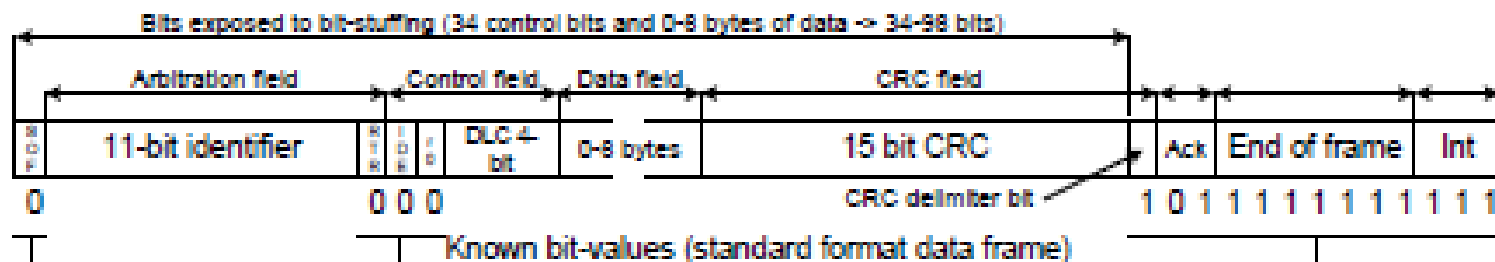 Bits exposed to bit-stuffing (34 control bits and 0-8 bytes of data -> 34-98 bits)
Arbitration field Control field Data field CRC field
SOF 11-bit identifier RTR IDE r0 DLC 4-bit 0-8 bytes 15 bit CRC Ack End of frame Int
CRC delimiter bit
0 0 0 0 1 0 1 1 1 1 1 1 1 1 1 1 1
Known bit-values (standard format data frame)